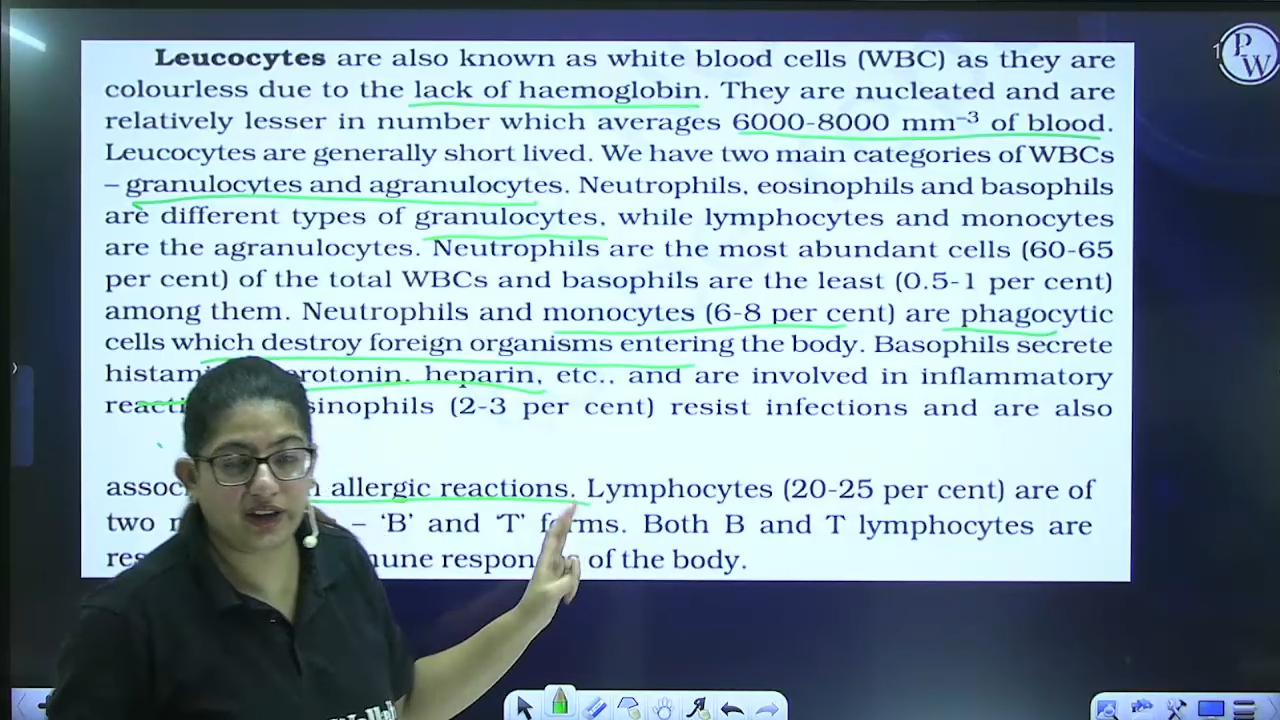 Leucocytes are also known as white blood cells (WBC) as they are
colourless due to the lack of haemoglobin. They are nucleated and are
relatively lesser in number which averages 6000-8000 mm⁻³ of blood.
Leucocytes are generally short lived. We have two main categories of WBCs
– granulocytes and agranulocytes. Neutrophils, eosinophils and basophils
are different types of granulocytes, while lymphocytes and monocytes
are the agranulocytes. Neutrophils are the most abundant cells (60-65
per cent) of the total WBCs and basophils are the least (0.5-1 per cent)
among them. Neutrophils and monocytes (6-8 per cent) are phagocytic
cells which destroy foreign organisms entering the body. Basophils secrete
heparin, etc., and are involved in inflammatory
(2-3 per cent) resist infections and are also
allergic reactions. Lymphocytes (20-25 per cent) are of
two – 'B' and 'T' forms. Both B and T lymphocytes are
of the body.
P
W